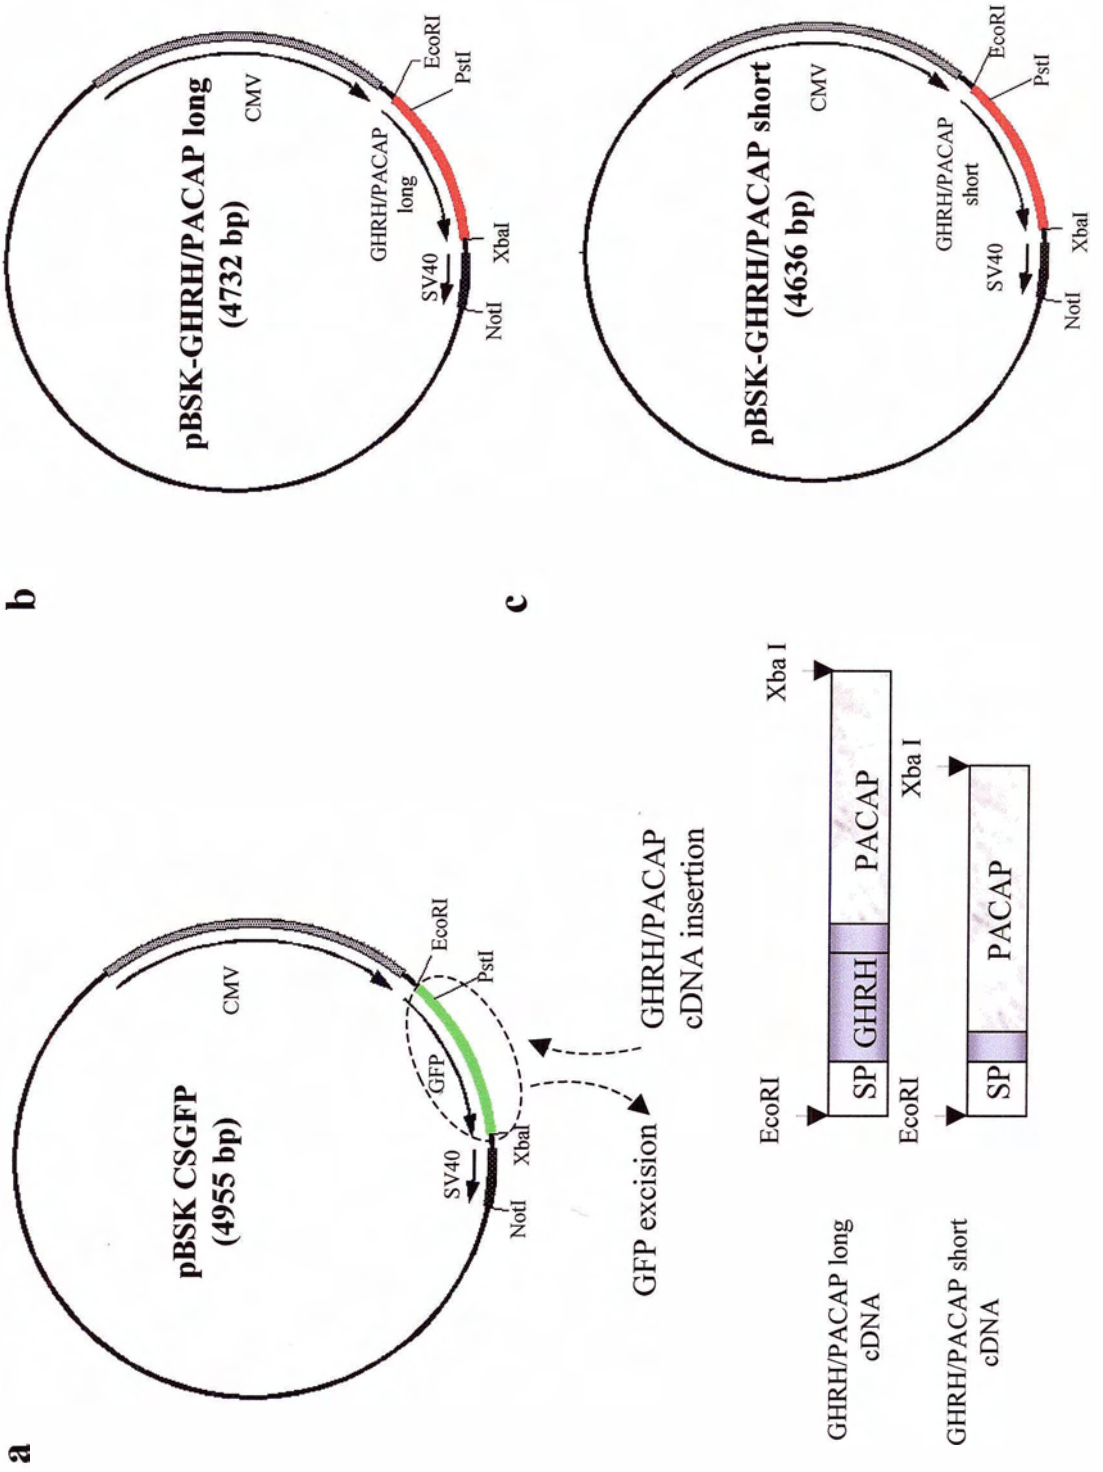 a
pBSK CSGFP
(4955 bp)
CMV
EcoRI
PstI
GFP
XbaI
SV40
NotI
GFP excision
GHRH/PACAP
cDNA insertion
GHRH/PACAP long
cDNA
EcoRI
Xba I
SP
GHRH
PACAP
GHRH/PACAP short
cDNA
EcoRI
Xba I
SP
PACAP
b
pBSK-GHRH/PACAP long
(4732 bp)
CMV
EcoRI
PstI
GHRH/PACAP
long
XbaI
SV40
NotI
c
pBSK-GHRH/PACAP short
(4636 bp)
CMV
EcoRI
PstI
GHRH/PACAP
short
XbaI
SV40
NotI